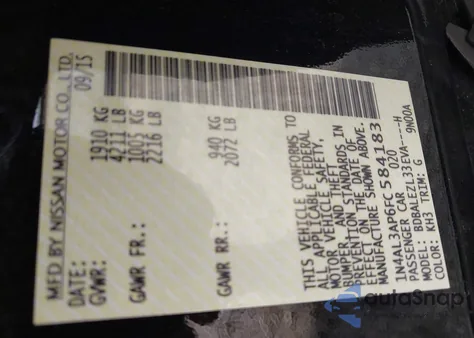 MFD BY NISSAN MOTOR CO., LTD.
DATE: 09/15
GVWR: 1910 KG
4211 LB
GAWR FR.: 1005 KG
2216 LB
GAWR RR.: 940 KG
2072 LB
THIS VEHICLE CONFORMS TO
ALL APPLICABLE FEDERAL
MOTOR VEHICLE SAFETY,
BUMPER, AND THEFT
PREVENTION STANDARDS IN
EFFECT ON THE DATE OF
MANUFACTURE SHOWN ABOVE.
1N4AL3AP6FC584183
020
PASSENGER CAR
MODEL: BDBALEZL33EVA----H
COLOR: KH3 TRIM: G 9N00A
autoSnap